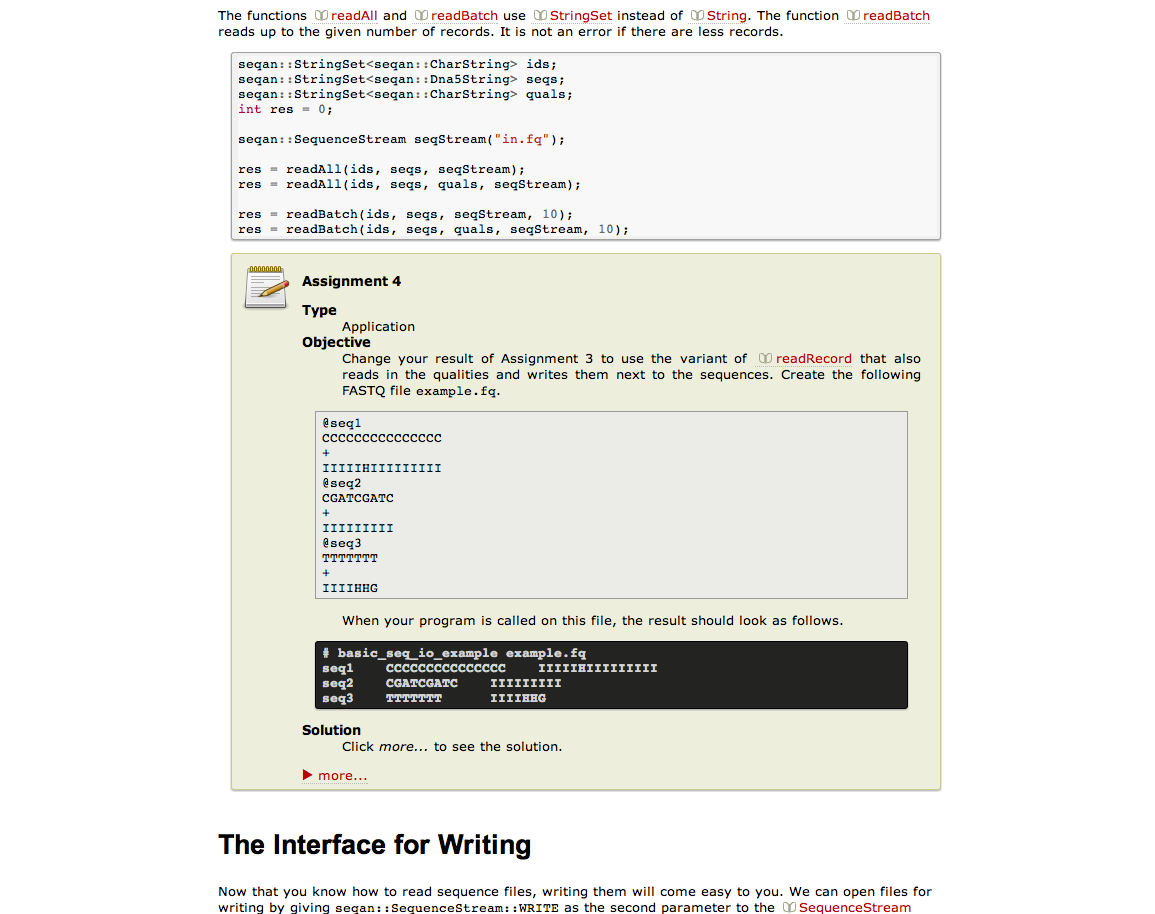 The functions readAll and readBatch use StringSet instead of String. The function readBatch
reads up to the given number of records. It is not an error if there are less records.
seqan::StringSet<seqan::CharString> ids;
seqan::StringSet<seqan::Dna5String> seqs;
seqan::StringSet<seqan::CharString> quals;
int res = 0;
seqan::SequenceStream seqStream("in.fq");
res = readAll(ids, seqs, seqStream);
res = readAll(ids, seqs, quals, seqStream);
res = readBatch(ids, seqs, seqStream, 10);
res = readBatch(ids, seqs, quals, seqStream, 10);
Assignment 4
Type
Application
Objective
Change your result of Assignment 3 to use the variant of readRecord that also
reads in the qualities and writes them next to the sequences. Create the following
FASTQ file example.fq.
@seq1
CCCCCCCCCCCCCCC
+
IIIIIHIIIIIIIII
@seq2
CGATCGATC
+
IIIIIIIII
@seq3
TTTTTTT
+
IIIIHHG
When your program is called on this file, the result should look as follows.
# basic_seq_io_example example.fq
seq1    CCCCCCCCCCCCCCC    IIIIIHIIIIIIIII
seq2    CGATCGATC    IIIIIIIII
seq3    TTTTTTT      IIIIHHG
Solution
Click more... to see the solution.
more...
The Interface for Writing
Now that you know how to read sequence files, writing them will come easy to you. We can open files for
writing by giving seqan::SequenceStream::WRITE as the second parameter to the SequenceStream